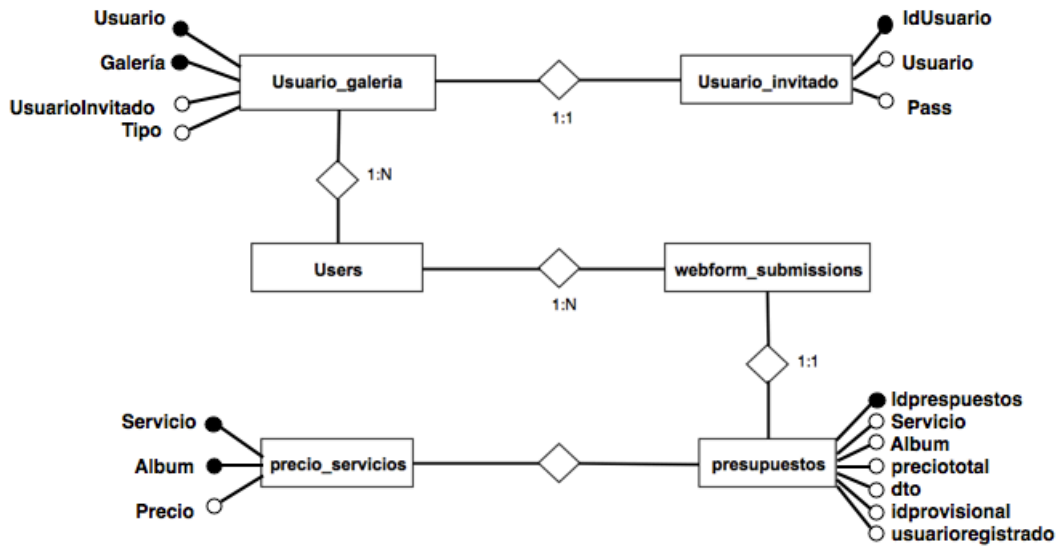 Usuario
Galería
UsuarioInvitado
Tipo
Usuario_galeria
1:1
Usuario_invitado
IdUsuario
Usuario
Pass
1:N
Users
1:N
webform_submissions
1:1
Servicio
Album
Precio
precio_servicios
presupuestos
Idprespuestos
Servicio
Album
preciototal
dto
idprovisional
usuarioregistrado